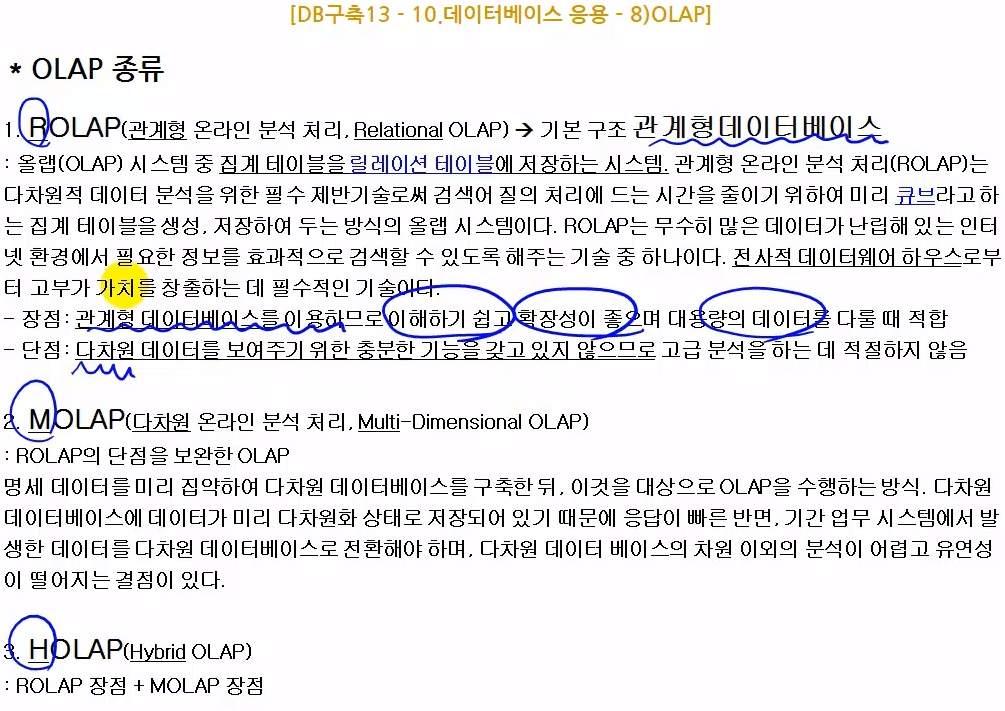 [DB구축13 - 10.데이터베이스 응용 - 8)OLAP]
* OLAP 종류
1. ROLAP(관계형 온라인 분석 처리, Relational OLAP) → 기본 구조 관계형데이터베이스
: 올랩(OLAP) 시스템 중 집계 테이블을 릴레이션 테이블에 저장하는 시스템. 관계형 온라인 분석 처리(ROLAP)는
다차원적 데이터 분석을 위한 필수 제반기술로써 검색어 질의 처리에 드는 시간을 줄이기 위하여 미리 큐브라고 하
는 집계 테이블을 생성, 저장하여 두는 방식의 올랩 시스템이다. ROLAP는 무수히 많은 데이터가 난립해 있는 인터
넷 환경에서 필요한 정보를 효과적으로 검색할 수 있도록 해주는 기술 중 하나이다. 전사적 데이터웨어 하우스로부
터 고부가 가치를 창출하는 데 필수적인 기술이다.
- 장점: 관계형 데이터베이스를 이용하므로 이해하기 쉽고 확장성이 좋으며 대용량의 데이터를 다룰 때 적합
- 단점: 다차원 데이터를 보여주기 위한 충분한 기능을 갖고 있지 않으므로 고급 분석을 하는 데 적절하지 않음
2. MOLAP(다차원 온라인 분석 처리, Multi-Dimensional OLAP)
: ROLAP의 단점을 보완한 OLAP
명세 데이터를 미리 집약하여 다차원 데이터베이스를 구축한 뒤, 이것을 대상으로 OLAP을 수행하는 방식. 다차원
데이터베이스에 데이터가 미리 다차원화 상태로 저장되어 있기 때문에 응답이 빠른 반면, 기간 업무 시스템에서 발
생한 데이터를 다차원 데이터베이스로 전환해야 하며, 다차원 데이터 베이스의 차원 이외의 분석이 어렵고 유연성
이 떨어지는 결점이 있다.
3. HOLAP(Hybrid OLAP)
: ROLAP 장점 + MOLAP 장점